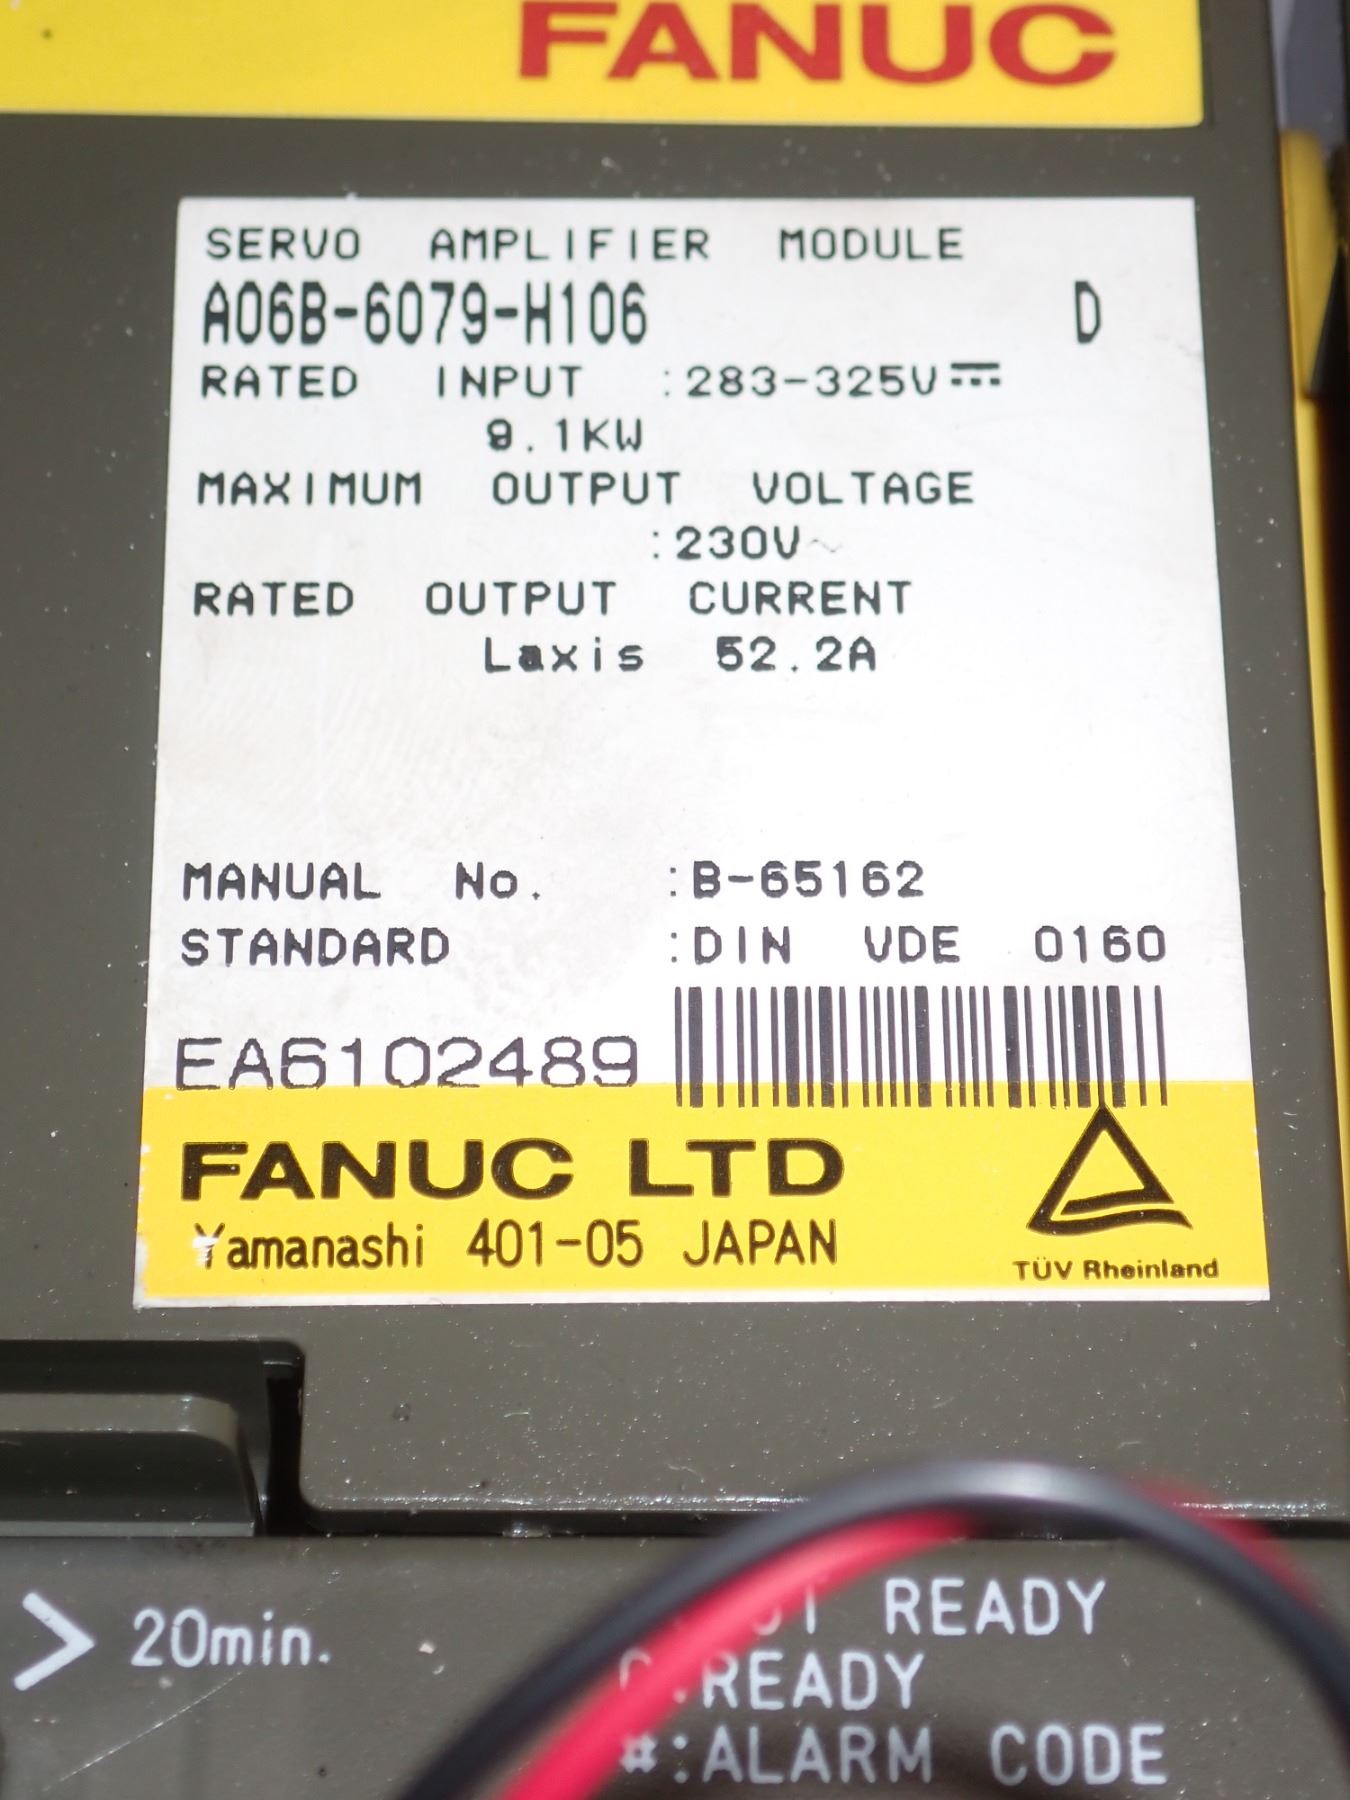 FANUC
SERVO AMPLIFIER MODULE
A06B-6079-H106 D
RATED INPUT :283-325V⎓
9.1KW
MAXIMUM OUTPUT VOLTAGE
:230V~
RATED OUTPUT CURRENT
Laxis 52.2A
MANUAL No. :B-65162
STANDARD :DIN VDE 0160
EA6102489
FANUC LTD
Yamanashi 401-05 JAPAN
TÜV Rheinland
> 20min.
READY
:READY
#:ALARM CODE